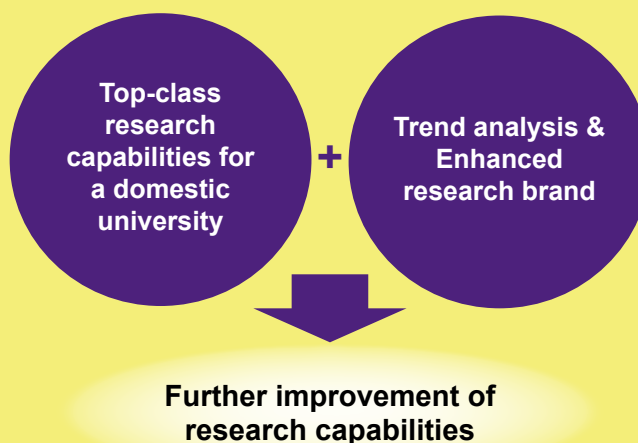 Top-class
research
capabilities for
a domestic
university
+
Trend analysis &
Enhanced
research brand
Further improvement of
research capabilities